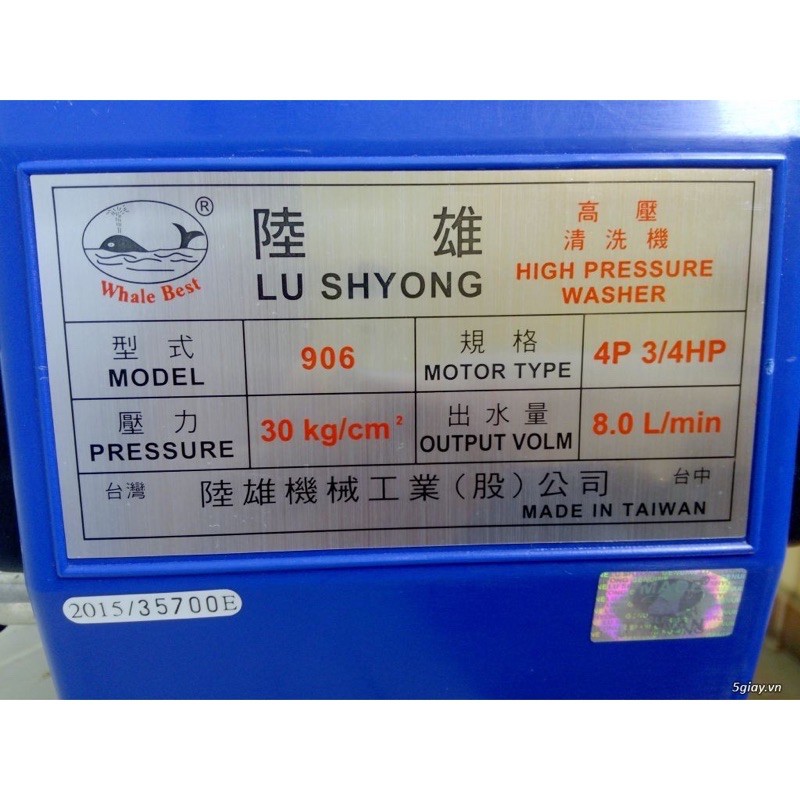 ®
Whale Best
陸 雄
LU SHYONG
高 壓
清 洗 機
HIGH PRESSURE
WASHER
型 式
MODEL
906
規 格
MOTOR TYPE
4P 3/4HP
壓 力
PRESSURE
30 kg/cm²
出 水 量
OUTPUT VOLM
8.0 L/min
台灣
陸雄機械工業(股)公司
台中
MADE IN TAIWAN
2015/35700E
5giay.vn